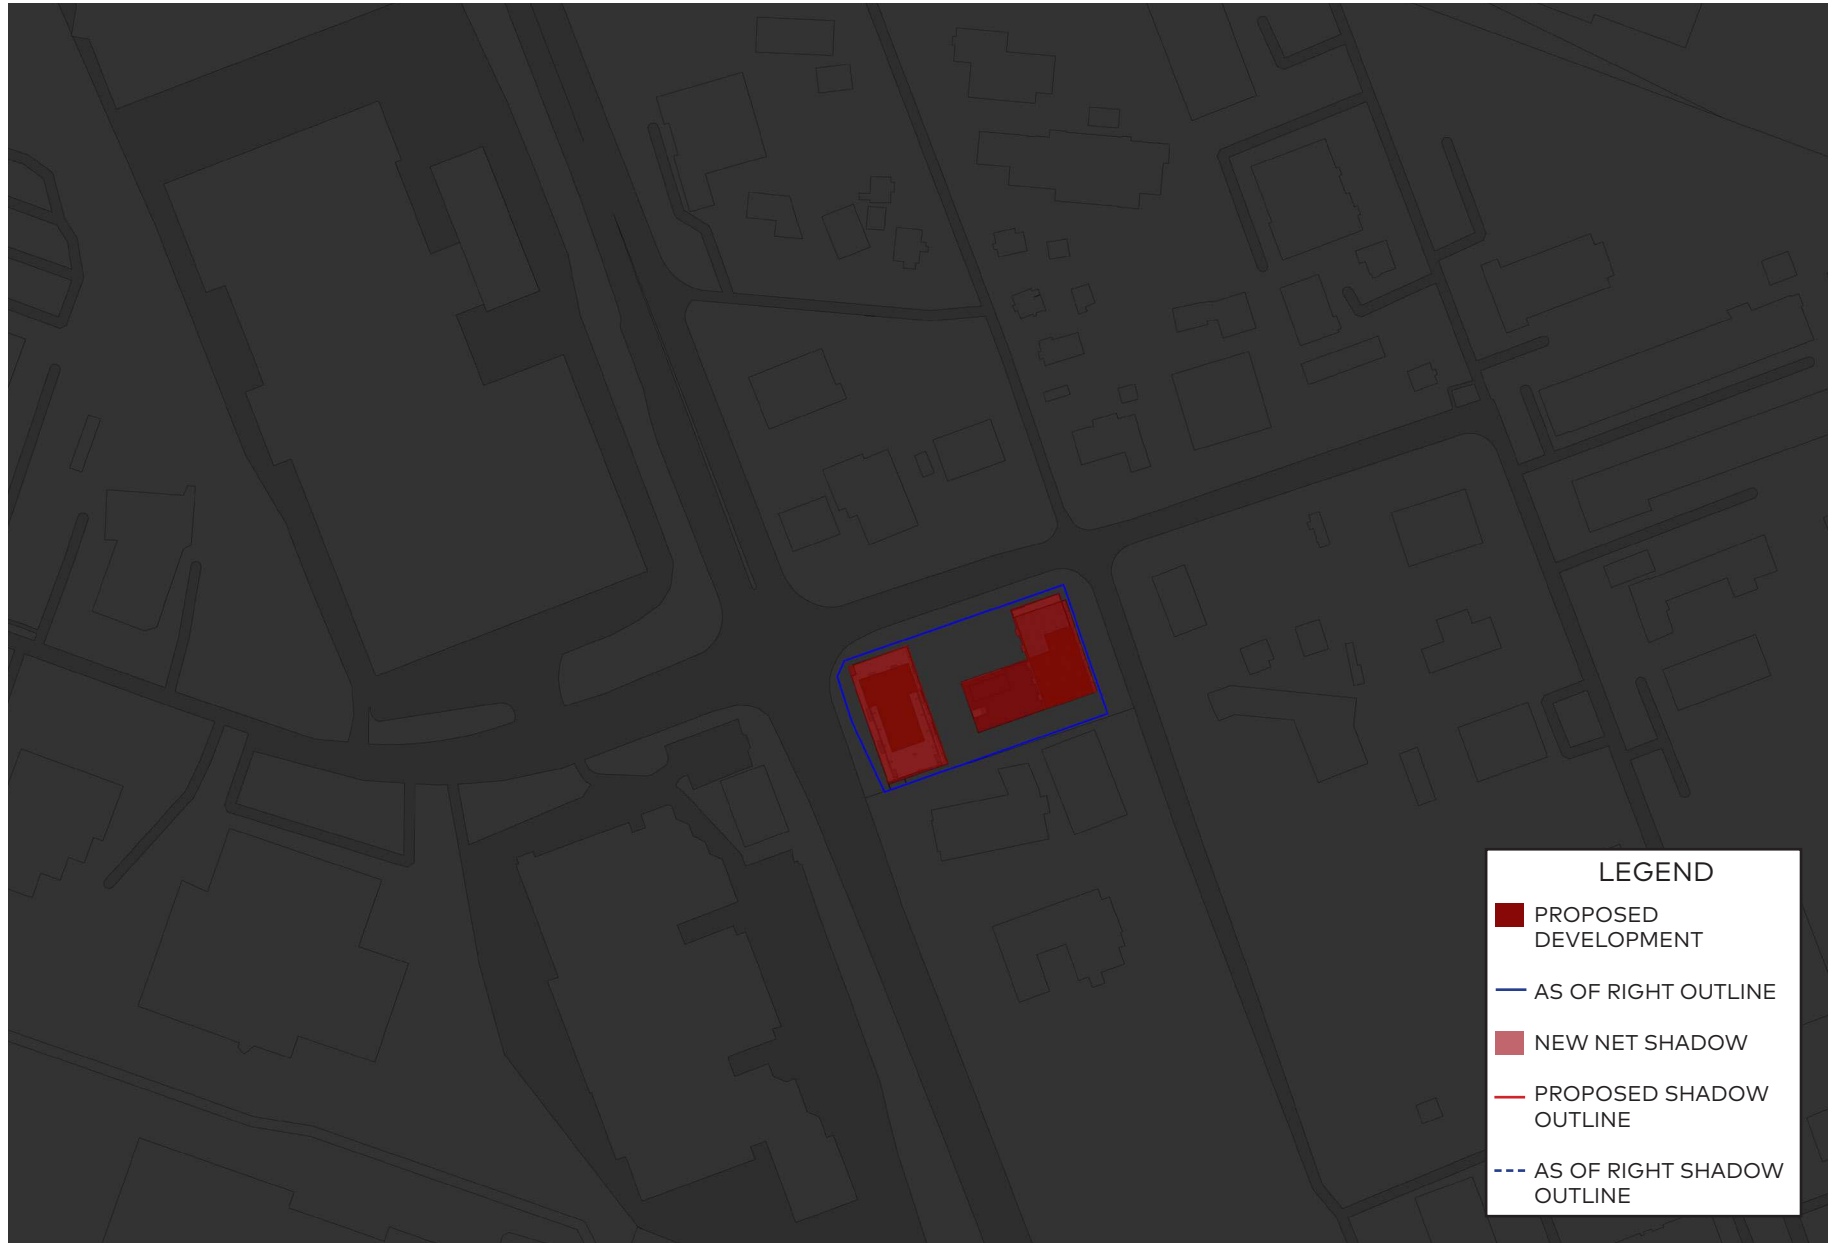 LEGEND
PROPOSED
DEVELOPMENT
AS OF RIGHT OUTLINE
NEW NET SHADOW
PROPOSED SHADOW
OUTLINE
AS OF RIGHT SHADOW
OUTLINE